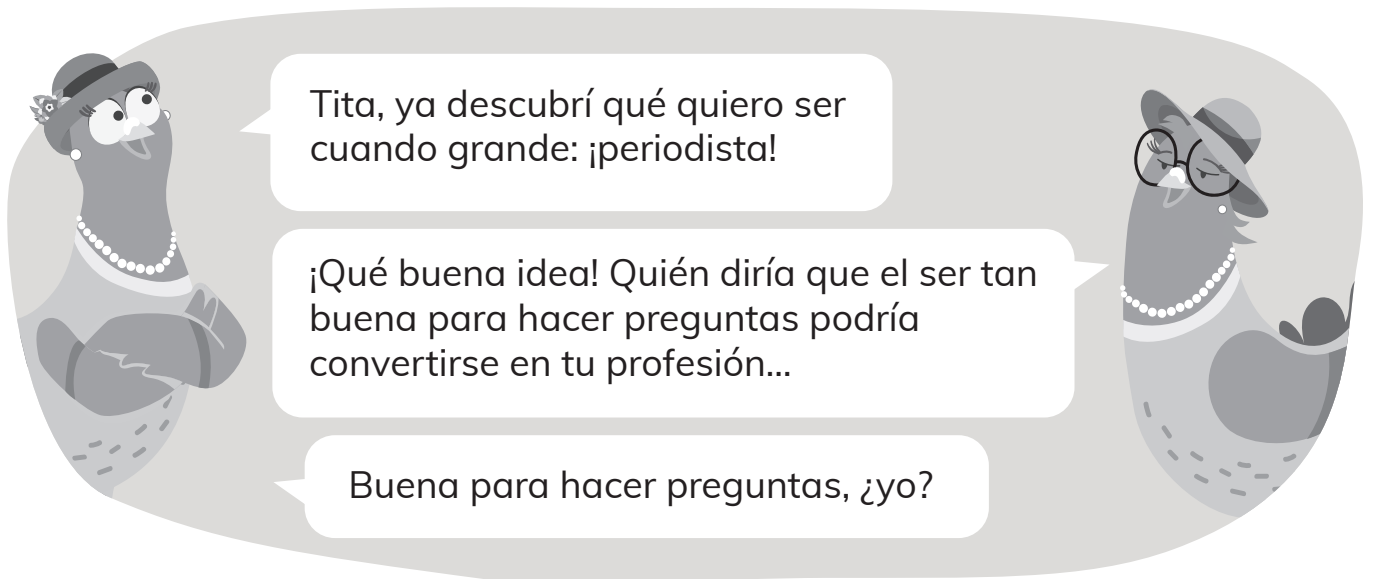 Tita, ya descubrí qué quiero ser
cuando grande: ¡periodista!
¡Qué buena idea! Quién diría que el ser tan
buena para hacer preguntas podría
convertirse en tu profesión...
Buena para hacer preguntas, ¿yo?